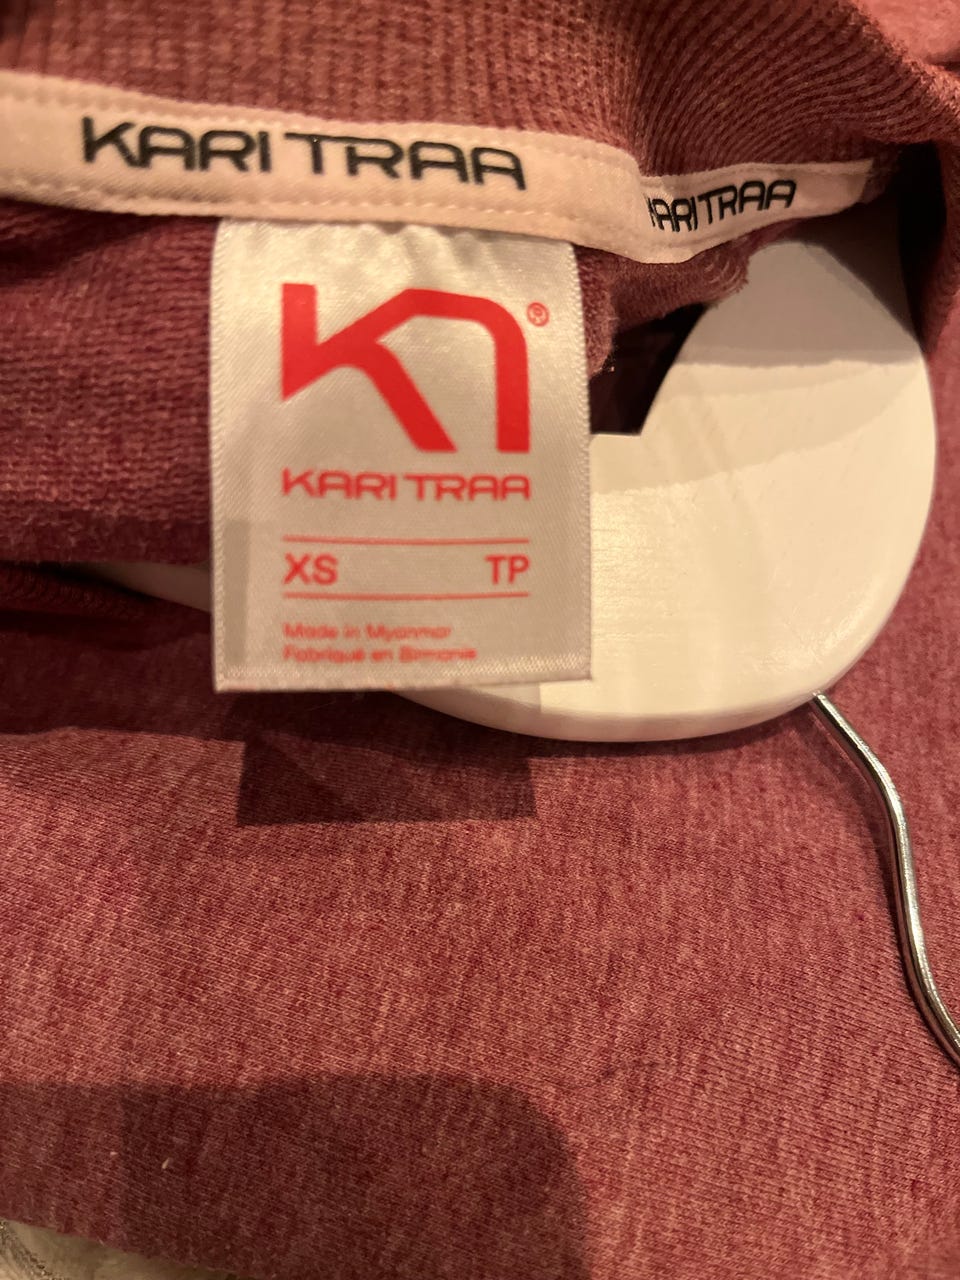 KARI TRAA
KARI TRAA
®
KARI TRAA
XS TP
Made in Myanmar
Fabriqué en Birmanie